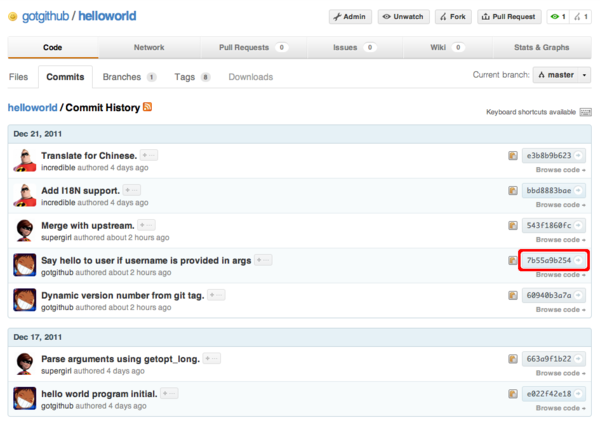 gotgithub / helloworld
Admin Unwatch Fork Pull Request 1 1
Code Network Pull Requests 0 Issues 0 Wiki 0 Stats & Graphs
Files Commits Branches 1 Tags 8 Downloads
Current branch: master
helloworld / Commit History
Keyboard shortcuts available
Dec 21, 2011
Translate for Chinese.
e3b8b9b623
incredible authored 4 days ago
Browse code
Add I18N support.
bbd8883bae
incredible authored 4 days ago
Browse code
Merge with upstream.
543f1860fc
supergirl authored about 2 hours ago
Browse code
Say hello to user if username is provided in args
7b55a9b254
gotgithub authored about 2 hours ago
Browse code
Dynamic version number from git tag.
60940b3a7a
gotgithub authored about 2 hours ago
Browse code
Dec 17, 2011
Parse arguments using getopt_long.
663a9f1b22
supergirl authored 4 days ago
Browse code
hello world program initial.
e022f42e18
gotgithub authored 4 days ago
Browse code